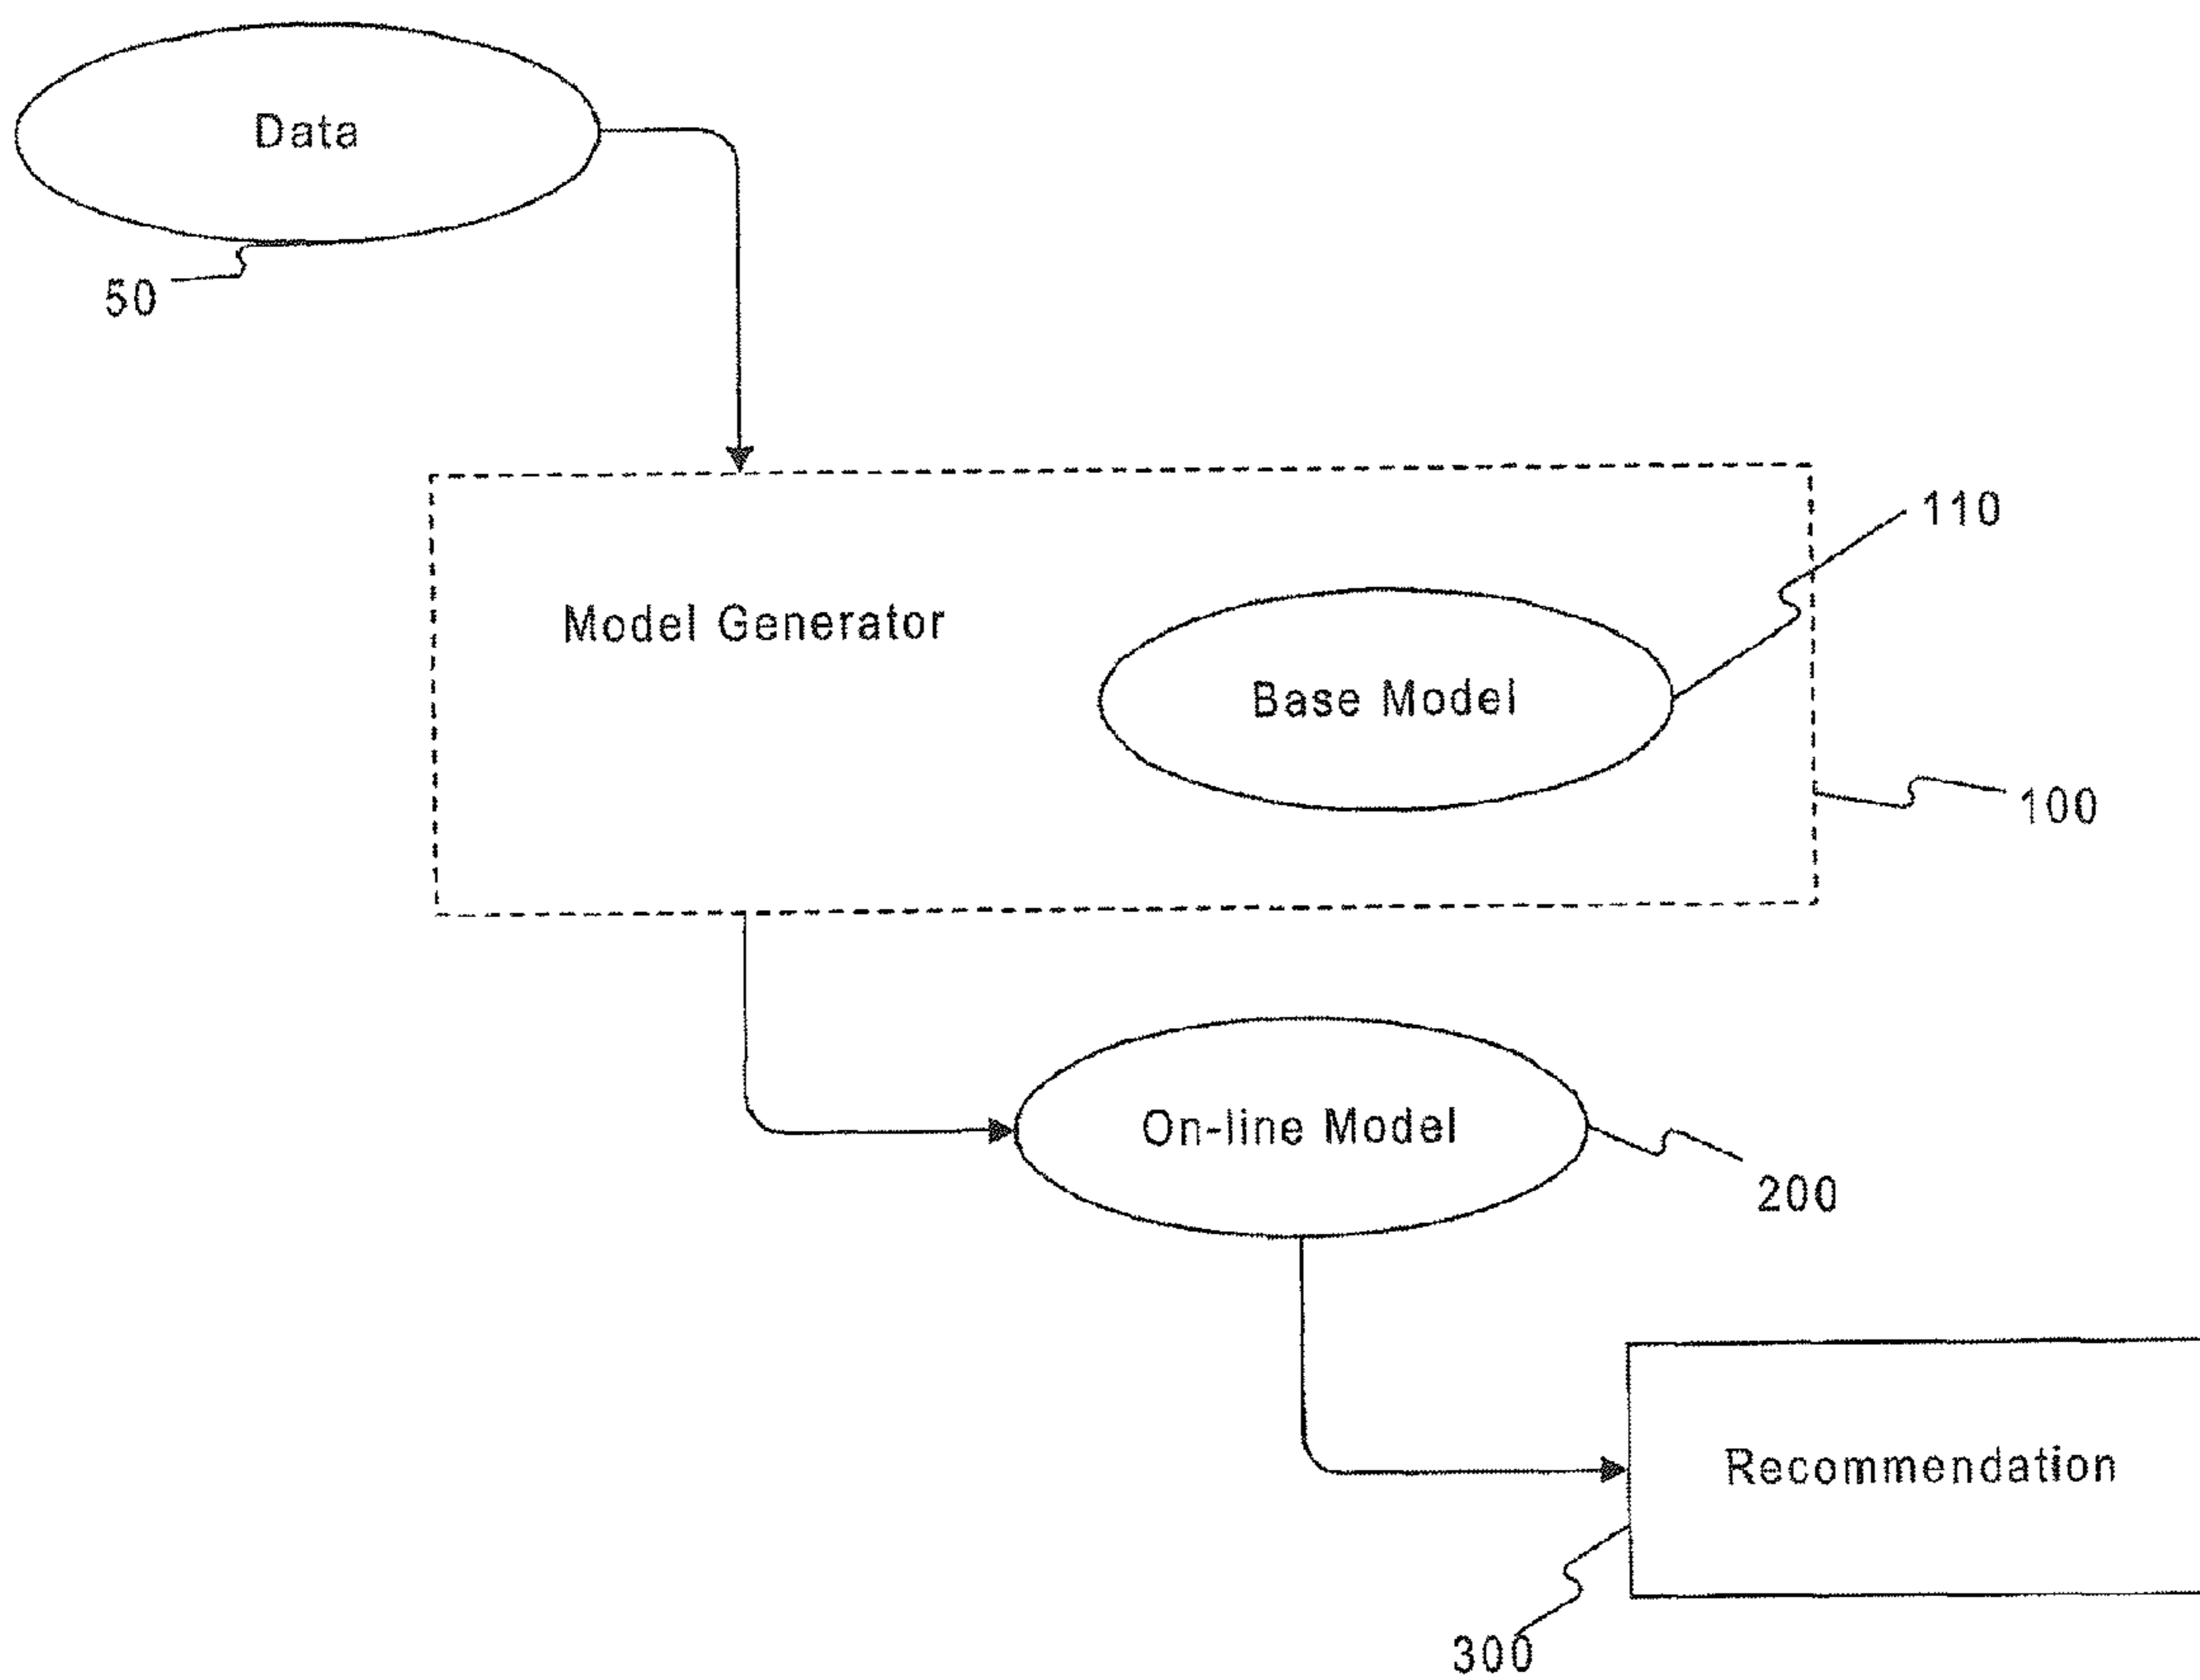 Data
50
110
Model Generator
Base Model
100
On-line Model
200
Recommendation
300